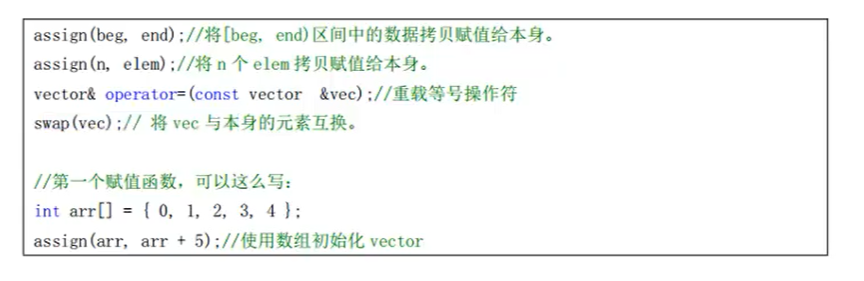 assign(beg, end);//将[beg, end)区间中的数据拷贝赋值给本身。
assign(n, elem);//将 n 个 elem 拷贝赋值给本身。
vector& operator=(const vector  &vec);//重载等号操作符
swap(vec);// 将 vec 与本身的元素互换。
//第一个赋值函数，可以这么写：
int arr[] = { 0, 1, 2, 3, 4 };
assign(arr, arr + 5);//使用数组初始化 vector